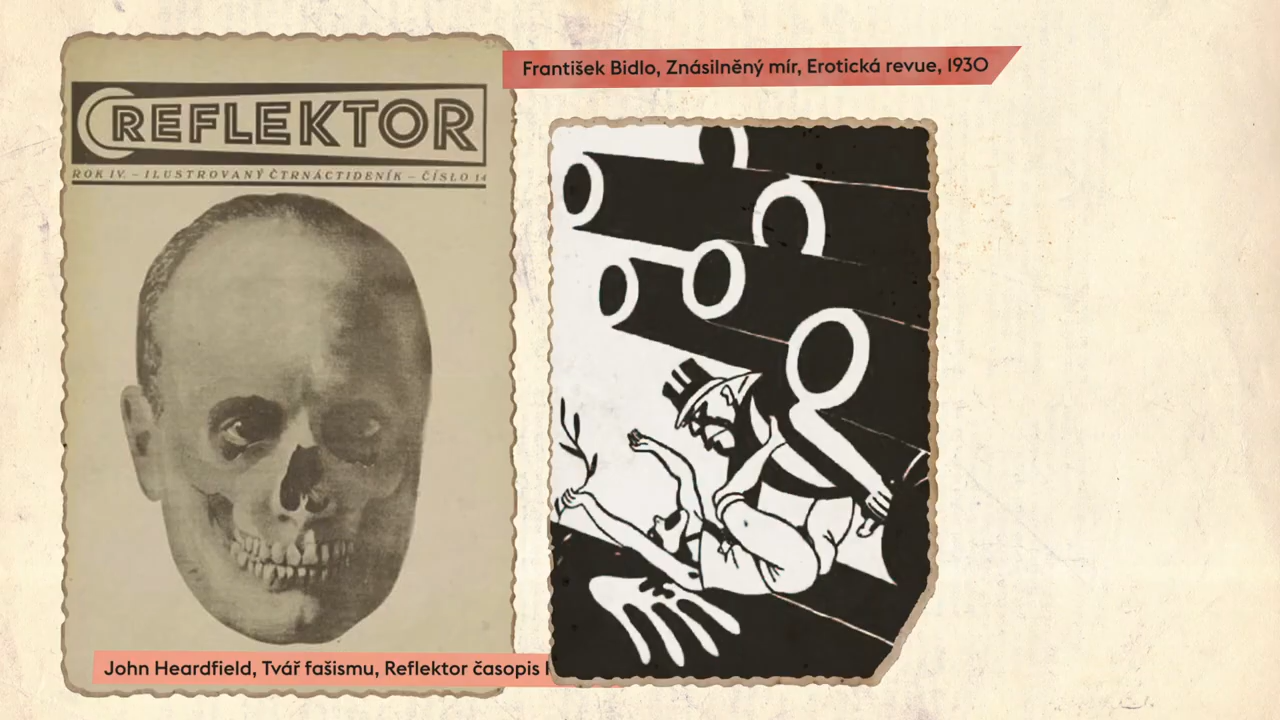 František Bidlo, Znásilněný mír, Erotická revue, 1930
REFLEKTOR
ROK IV. – ILUSTROVANÝ ČTRNÁCTIDENÍK – ČÍSLO 14
John Heardfield, Tvář fašismu, Reflektor časopis